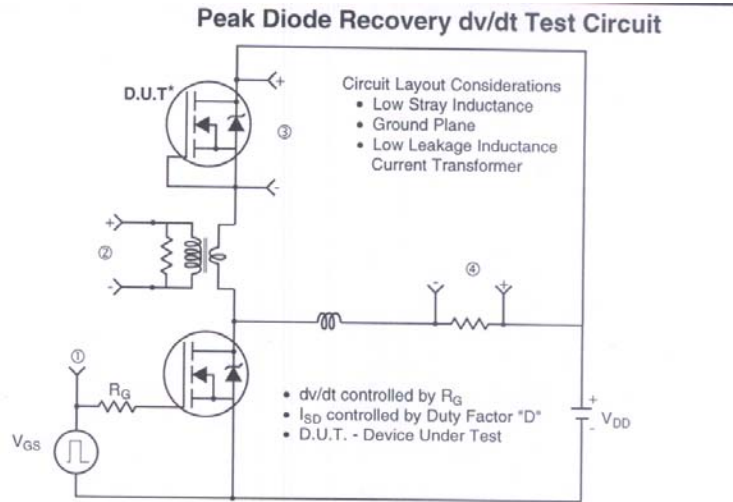 Peak Diode Recovery dv/dt Test Circuit
D.U.T*
+
③
-
Circuit Layout Considerations
• Low Stray Inductance
• Ground Plane
• Low Leakage Inductance
Current Transformer
+
②
-
④
- +
①
RG
VGS
• dv/dt controlled by RG
• ISD controlled by Duty Factor "D"
• D.U.T. - Device Under Test
+
VDD
-